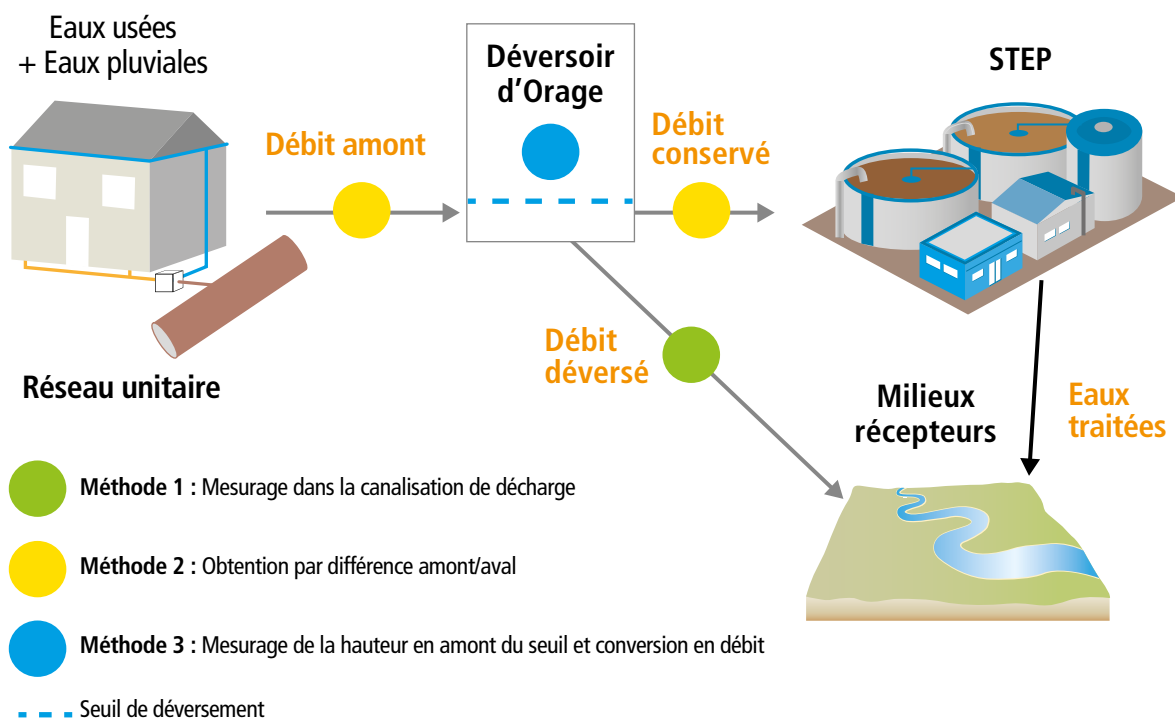 Eaux usées
+ Eaux pluviales
Déversoir
d'Orage
STEP
Débit amont
Débit
conservé
Débit
déversé
Réseau unitaire
Milieux
récepteurs
Eaux
traitées
Méthode 1 : Mesurage dans la canalisation de décharge
Méthode 2 : Obtention par différence amont/aval
Méthode 3 : Mesurage de la hauteur en amont du seuil et conversion en débit
Seuil de déversement